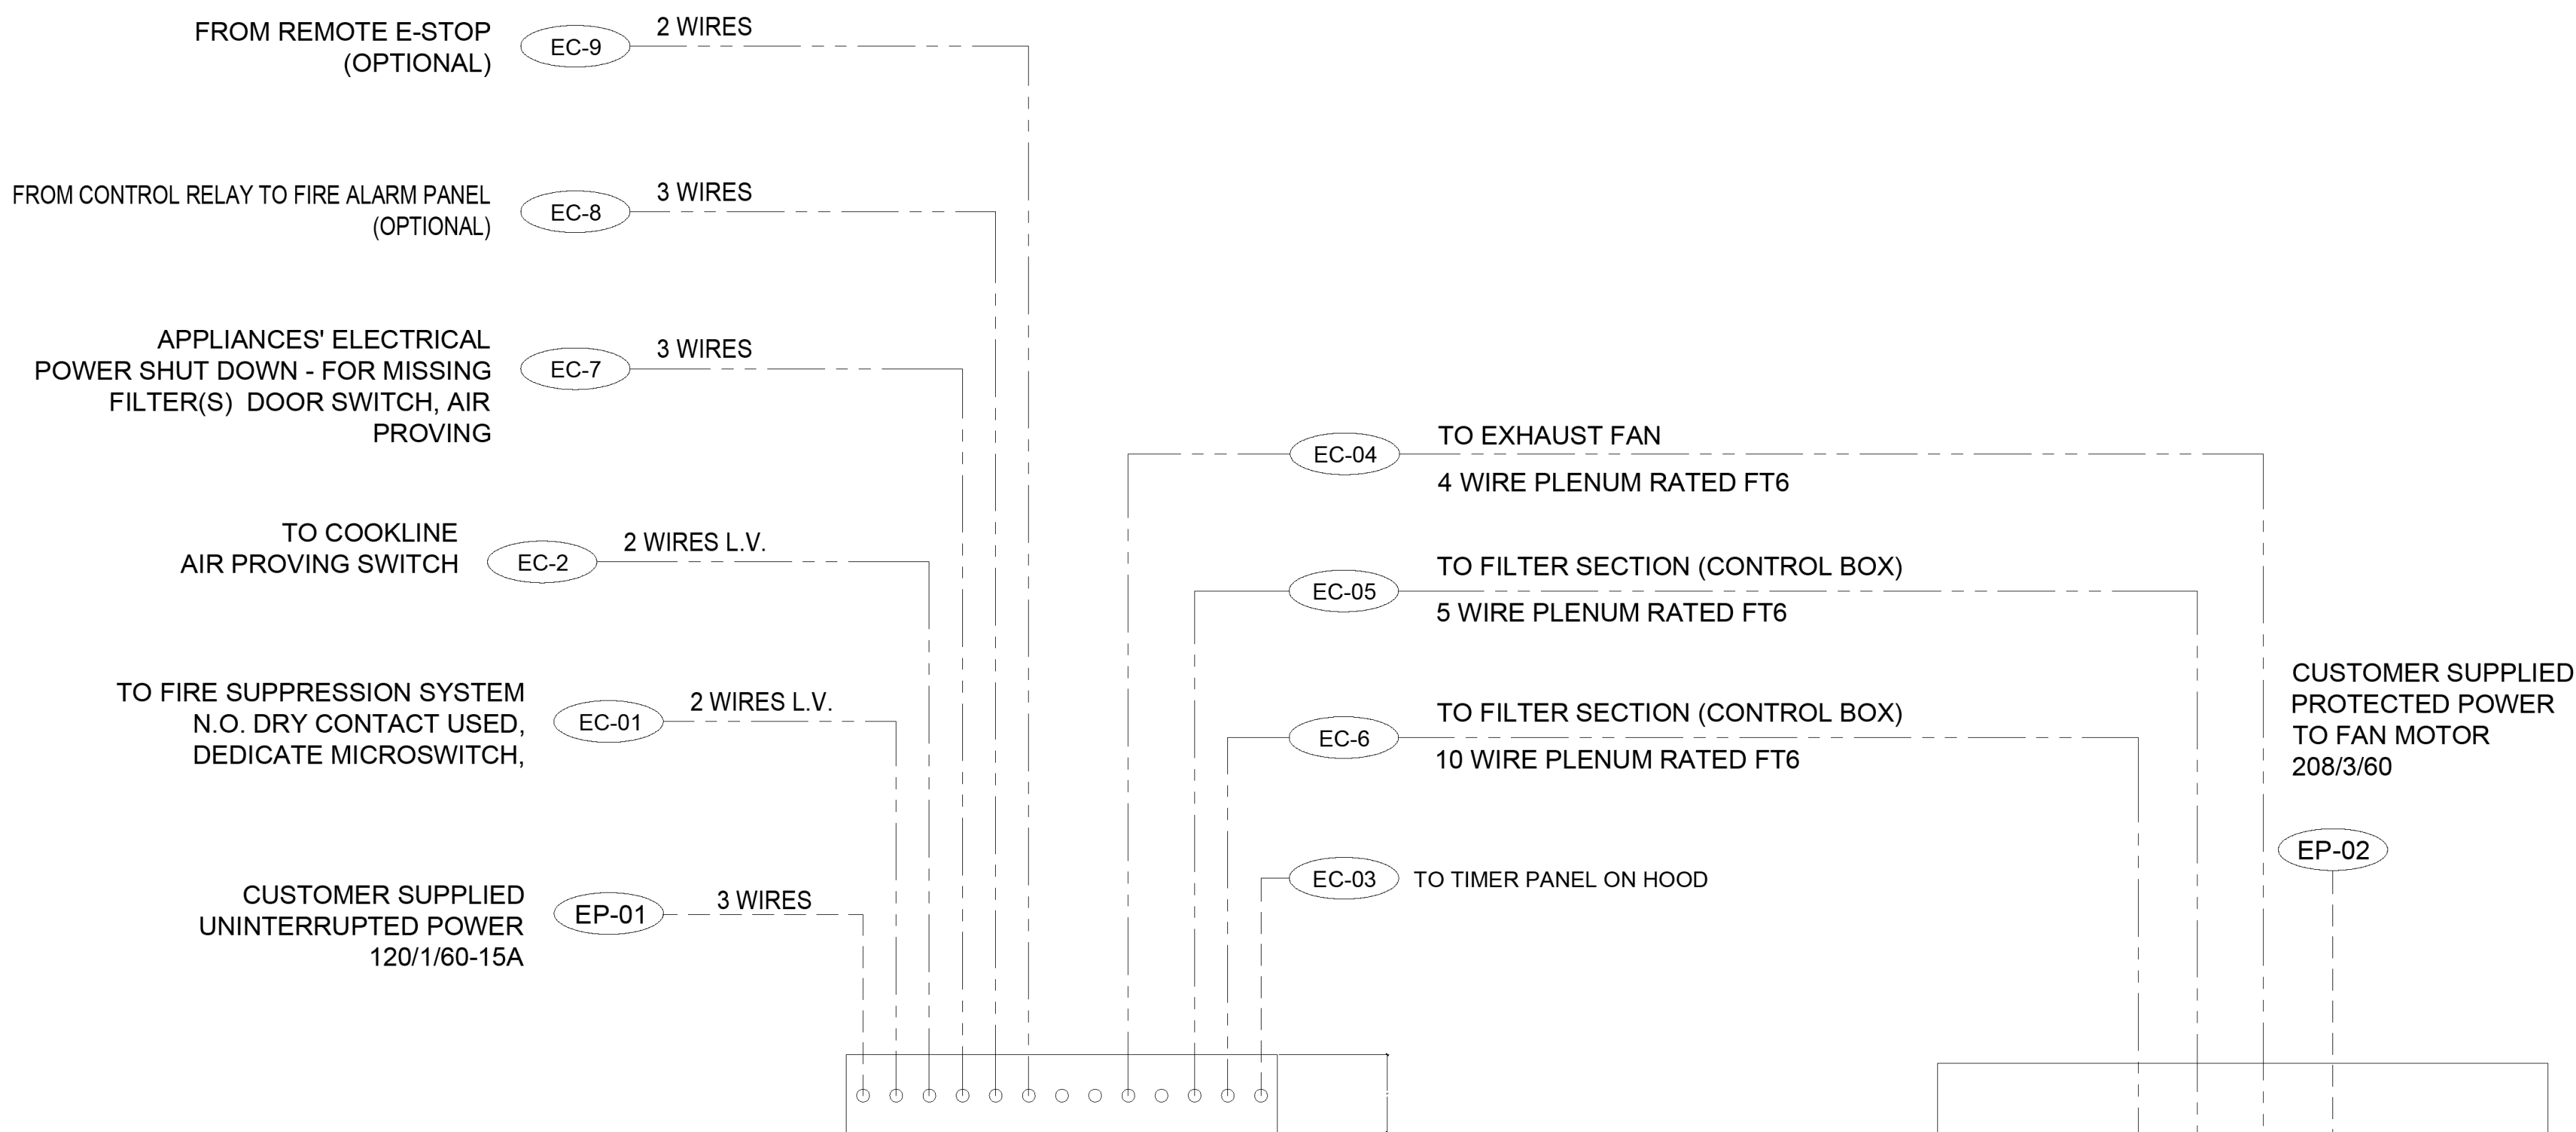 FROM REMOTE E-STOP
(OPTIONAL)
EC-9
2 WIRES
FROM CONTROL RELAY TO FIRE ALARM PANEL
(OPTIONAL)
EC-8
3 WIRES
APPLIANCES' ELECTRICAL
POWER SHUT DOWN - FOR MISSING
FILTER(S) DOOR SWITCH, AIR
PROVING
EC-7
3 WIRES
TO COOKLINE
AIR PROVING SWITCH
EC-2
2 WIRES L.V.
TO FIRE SUPPRESSION SYSTEM
N.O. DRY CONTACT USED,
DEDICATE MICROSWITCH,
EC-01
2 WIRES L.V.
CUSTOMER SUPPLIED
UNINTERRUPTED POWER
120/1/60-15A
EP-01
3 WIRES
EC-04
TO EXHAUST FAN
4 WIRE PLENUM RATED FT6
EC-05
TO FILTER SECTION (CONTROL BOX)
5 WIRE PLENUM RATED FT6
EC-6
TO FILTER SECTION (CONTROL BOX)
10 WIRE PLENUM RATED FT6
EC-03
TO TIMER PANEL ON HOOD
CUSTOMER SUPPLIED
PROTECTED POWER
TO FAN MOTOR
208/3/60
EP-02